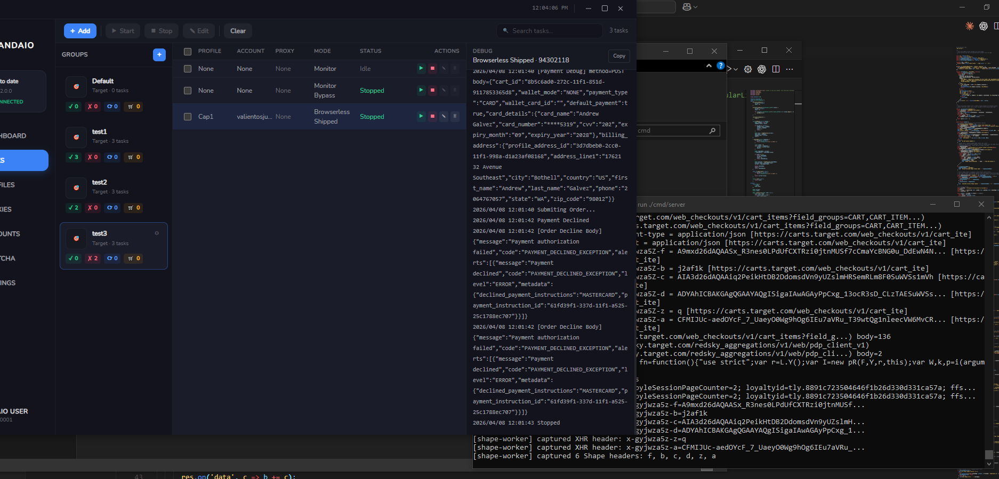 12:04:06 PM
ANDAIO
+ Add
Start
Stop
Edit
Clear
Search tasks...
3 tasks
to date
2.0.0
NNECTED
HBOARD
KS
FILES
XIES
OUNTS
TCHA
INGS
AIO USER
0001
GROUPS
+
Default
Target · 0 tasks
✓ 0
✗ 0
0
0
test1
Target · 3 tasks
✓ 3
✗ 0
0
0
test2
Target · 3 tasks
✓ 2
✗ 0
0
0
test3
Target · 3 tasks
✓ 0
✗ 2
0
0
PROFILE ACCOUNT PROXY MODE STATUS ACTIONS
None None None Monitor Idle
None None None Monitor Bypass Stopped
Cap1 valientosju... None Browserless Shipped Stopped
DEBUG
Browserless Shipped · 94302118
Copy
2026/04/08 12:01:40 [Payment Debug] method=POST
body={"cart_id":"8b5c6ad0-272c-11f1-851d-
9117853365d8","wallet_mode":"NONE","payment_type
":"CARD","wallet_card_id":"","default_payment":t
rue,"card_details":{"card_name":"Andrew
Galvez","card_number":"****5319","cvv":"202","ex
piry_month":"09","expiry_year":"2028"},"billing_
address":{"profile_address_id":"3d7dbeb0-2cc0-
11f1-998a-d1a23af08168","address_line1":"17621
32 Avenue
Southeast","city":"Bothell","country":"US","firs
t_name":"Andrew","last_name":"Galvez","phone":"2
064767057","state":"WA","zip_code":"98012"}}
2026/04/08 12:01:40 Submiting Order...
2026/04/08 12:01:42 Payment Declined
2026/04/08 12:01:42 [Order Decline Body]
{"message":"Payment authorization
failed","code":"PAYMENT_DECLINED_EXCEPTION","ale
rts":[{"message":"Payment
declined","code":"PAYMENT_DECLINED_EXCEPTION","l
evel":"ERROR","metadata":
{"declined_payment_instructions":"MASTERCARD","p
ayment_instruction_id":"61fd39f1-337d-11f1-a525-
25c1788ec707"}}]}
2026/04/08 12:01:42 [Order Decline Body]
{"message":"Payment authorization
failed","code":"PAYMENT_DECLINED_EXCEPTION","ale
rts":[{"message":"Payment
declined","code":"PAYMENT_DECLINED_EXCEPTION","l
evel":"ERROR","metadata":
{"declined_payment_instructions":"MASTERCARD","p
ayment_instruction_id":"61fd39f1-337d-11f1-a525-
25c1788ec707"}}]}
2026/04/08 12:01:43 Stopped
ularLi
cmd
run ./cmd/server
rget.com/web_checkouts/v1/cart_items?field_groups=CART,CART_ITEM...)
s.target.com/web_checkouts/v1/cart_items?field_groups=CART,CART_ITEM...)
nt-type = application/json [https://carts.target.com/web_checkouts/v1/cart_ite]
t = application/json [https://carts.target.com/web_checkouts/v1/cart_ite]
wza5Z-f = A9mxd26dAQAASx_R3nes0LPdUfCXTRzi0jtnMUSf7cCmaYcBNG0u_DdEwN4N... [https:/
t_ite]
wza5Z-b = j2af1k [https://carts.target.com/web_checkouts/v1/cart_ite]
wza5Z-c = AIA3d26dAQAAiq2PeikHtDB2DdomsdVn9yUZslmHRSemRLm8F0SuWVSs1mVh [https://ca
te]
wza5Z-d = ADYAhICBAKGAgQGAAYAQgISigaIAwAGAyPpCxg_13ocR3sD_CLzTAESuWVSs... [https:/
t_ite]
wza5Z-z = q [https://carts.target.com/web_checkouts/v1/cart_ite]
wza5Z-a = CFMIJUc-aedOYcF_7_UaeyO0Wg9hOg6IEu7aVRu_T39wtQg1nleecVW6MvCR... [https:/
t_ite]
.target.com/web_checkouts/v1/cart_items?field_g...) body=136
ky.target.com/redsky_aggregations/v1/web/pdp_client_v1)
y.target.com/redsky_aggregations/v1/web/pdp_cli...) body=2
fn=function(){"use strict";var r=L.Y();var I=new pR(F,Y,r,this);var W,k,p=i(argum
s
byleSessionPageCounter=2; loyaltyid=tly.8891c723504646f1b26d330d331ca57a; ffs...
byleSessionPageCounter=2; loyaltyid=tly.8891c723504646f1b26d330d331ca57a; ffs...
gyjwza5z-f=A9mxd26dAQAASx_R3nes0LPdUfCXTRzi0jtnMUSf...
gyjwza5z-b=j2af1k
gyjwza5z-c=AIA3d26dAQAAiq2PeikHtDB2DdomsdVn9yUZslmH...
gyjwza5z-d=ADYAhICBAKGAgQGAAYAQgISigaIAwAGAyPpCxg_1...
[shape-worker] captured XHR header: x-gyjwza5z-z=q
[shape-worker] captured XHR header: x-gyjwza5z-a=CFMIJUc-aedOYcF_7_UaeyO0Wg9hOg6IEu7aVRu_...
[shape-worker] captured 6 Shape headers: f, b, c, d, z, a
43 res.on('data', c => b += c);